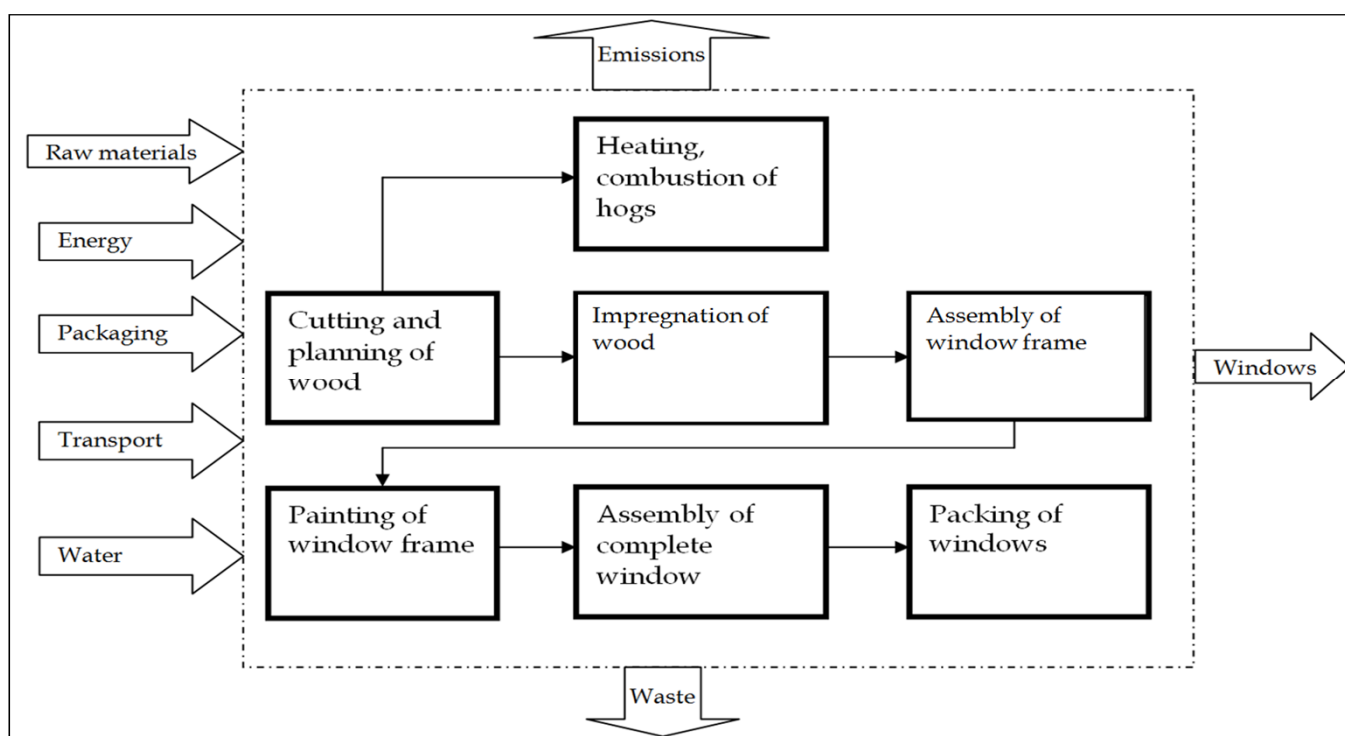 Emissions
Raw materials
Energy
Packaging
Transport
Water
Heating,
combustion of
hogs
Cutting and
planning of
wood
Impregnation of
wood
Assembly of
window frame
Painting of
window frame
Assembly of
complete
window
Packing of
windows
Windows
Waste